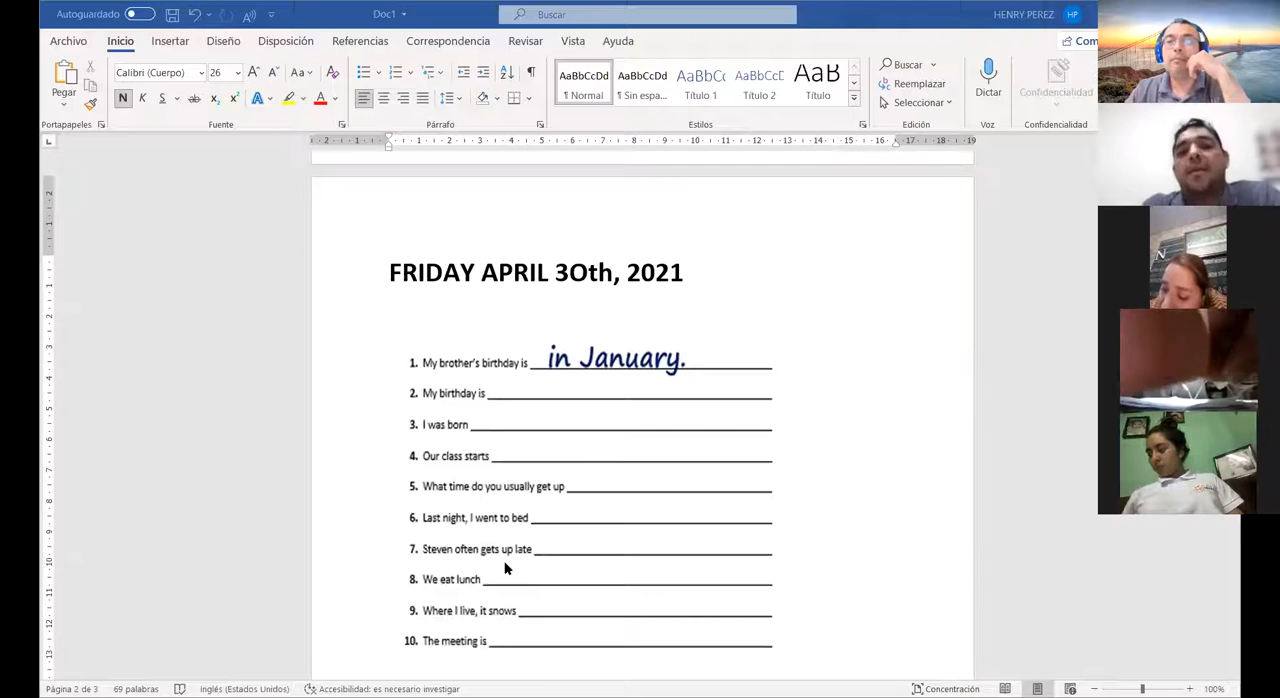 Autoguardado
Doc1
Buscar
HENRY PEREZ
HP
Archivo
Inicio
Insertar
Diseño
Disposición
Referencias
Correspondencia
Revisar
Vista
Ayuda
Com
Pegar
Calibri (Cuerpo)
26
N K S
AaBbCcDd
¶ Normal
AaBbCcDd
¶ Sin espa...
AaBbCc
Título 1
AaBbCcD
Título 2
AaB
Título
Buscar
Reemplazar
Seleccionar
Dictar
Confidencialidad
Portapapeles
Fuente
Párrafo
Estilos
Edición
Voz
Confidencialidad
FRIDAY APRIL 3Oth, 2021
1. My brother's birthday is in January.
2. My birthday is
3. I was born
4. Our class starts
5. What time do you usually get up
6. Last night, I went to bed
7. Steven often gets up late
8. We eat lunch
9. Where I live, it snows
10. The meeting is
Página 2 de 3
69 palabras
Inglés (Estados Unidos)
Accesibilidad: es necesario investigar
Concentración
100%